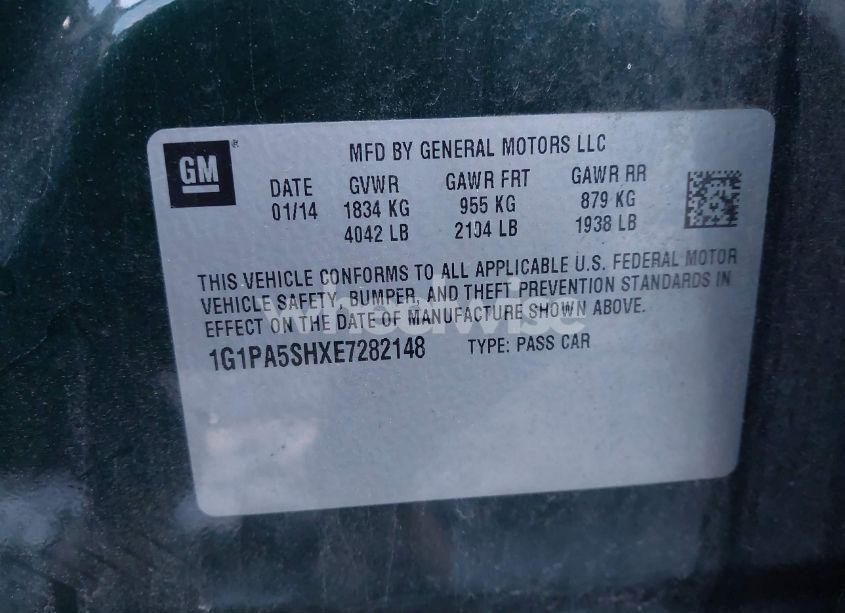 GM
MFD BY GENERAL MOTORS LLC
DATE GVWR GAWR FRT GAWR RR
01/14 1834 KG 955 KG 879 KG
4042 LB 2104 LB 1938 LB
THIS VEHICLE CONFORMS TO ALL APPLICABLE U.S. FEDERAL MOTOR
VEHICLE SAFETY, BUMPER, AND THEFT PREVENTION STANDARDS IN
EFFECT ON THE DATE OF MANUFACTURE SHOWN ABOVE.
wheelwise
1G1PA5SHXE7282148 TYPE: PASS CAR